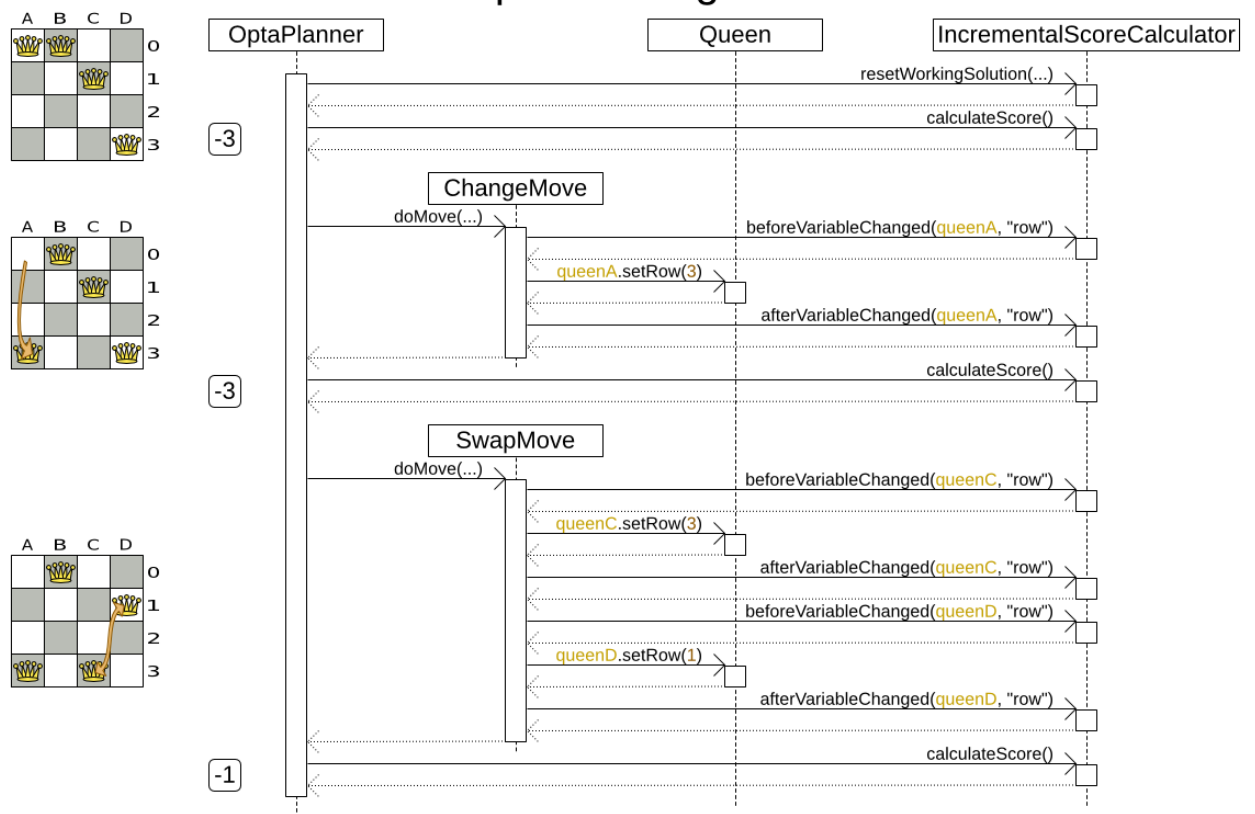 OptaPlanner Queen IncrementalScoreCalculator
A B C D
0
1
2
3
resetWorkingSolution(...)
calculateScore()
-3
ChangeMove
doMove(...)
A B C D
0
1
2
3
beforeVariableChanged(queenA, "row")
queenA.setRow(3)
afterVariableChanged(queenA, "row")
calculateScore()
-3
SwapMove
doMove(...)
beforeVariableChanged(queenC, "row")
queenC.setRow(3)
A B C D
0
1
2
3
afterVariableChanged(queenC, "row")
beforeVariableChanged(queenD, "row")
queenD.setRow(1)
afterVariableChanged(queenD, "row")
calculateScore()
-1